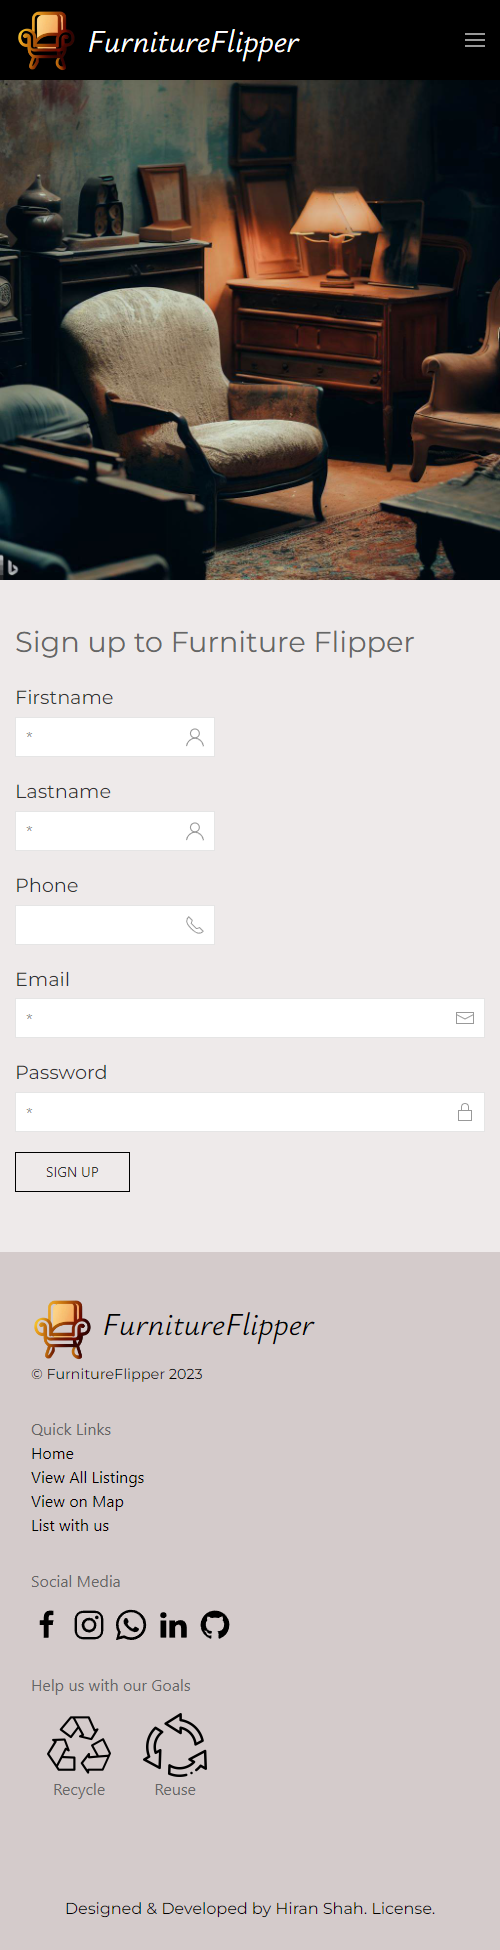 FurnitureFlipper
b
Sign up to Furniture Flipper
Firstname
*
Lastname
*
Phone
Email
*
Password
*
SIGN UP
FurnitureFlipper
© FurnitureFlipper 2023
Quick Links
Home
View All Listings
View on Map
List with us
Social Media
Help us with our Goals
Recycle Reuse
Designed & Developed by Hiran Shah. License.